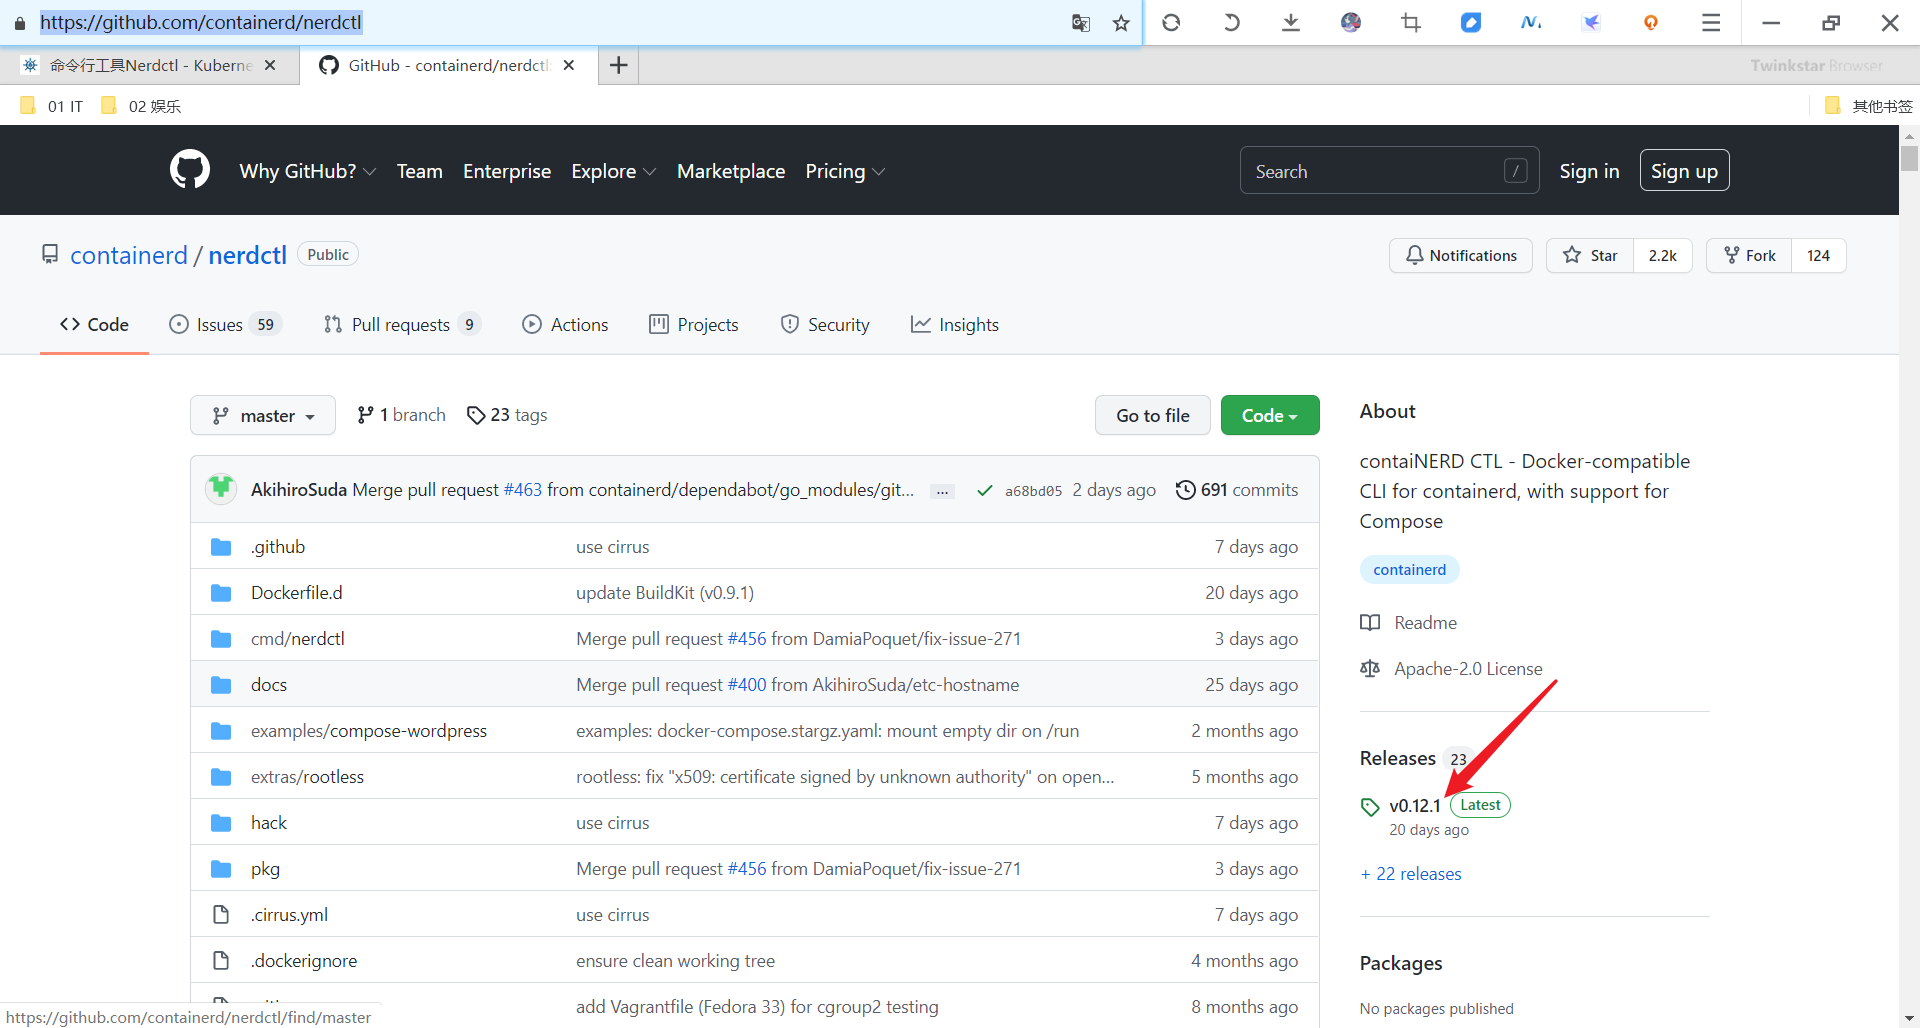 https://github.com/containerd/nerdctl
命令行工具Nerdctl - Kuberne
GitHub - containerd/nerdctl:
Twinkstar Browser
01 IT
02 娱乐
其他书签
Why GitHub?
Team
Enterprise
Explore
Marketplace
Pricing
Search
/
Sign in
Sign up
containerd / nerdctl
Public
Notifications
Star
2.2k
Fork
124
Code
Issues 59
Pull requests 9
Actions
Projects
Security
Insights
master
1 branch
23 tags
Go to file
Code
AkihiroSuda Merge pull request #463 from containerd/dependabot/go_modules/git... ... a68bd05 2 days ago 691 commits
.github use cirrus 7 days ago
Dockerfile.d update BuildKit (v0.9.1) 20 days ago
cmd/nerdctl Merge pull request #456 from DamiaPoquet/fix-issue-271 3 days ago
docs Merge pull request #400 from AkihiroSuda/etc-hostname 25 days ago
examples/compose-wordpress examples: docker-compose.stargz.yaml: mount empty dir on /run 2 months ago
extras/rootless rootless: fix "x509: certificate signed by unknown authority" on open... 5 months ago
hack use cirrus 7 days ago
pkg Merge pull request #456 from DamiaPoquet/fix-issue-271 3 days ago
.cirrus.yml use cirrus 7 days ago
.dockerignore ensure clean working tree 4 months ago
add Vagrantfile (Fedora 33) for cgroup2 testing 8 months ago
About
contaiNERD CTL - Docker-compatible
CLI for containerd, with support for
Compose
containerd
Readme
Apache-2.0 License
Releases 23
v0.12.1 Latest
20 days ago
+ 22 releases
Packages
No packages published
https://github.com/containerd/nerdctl/find/master